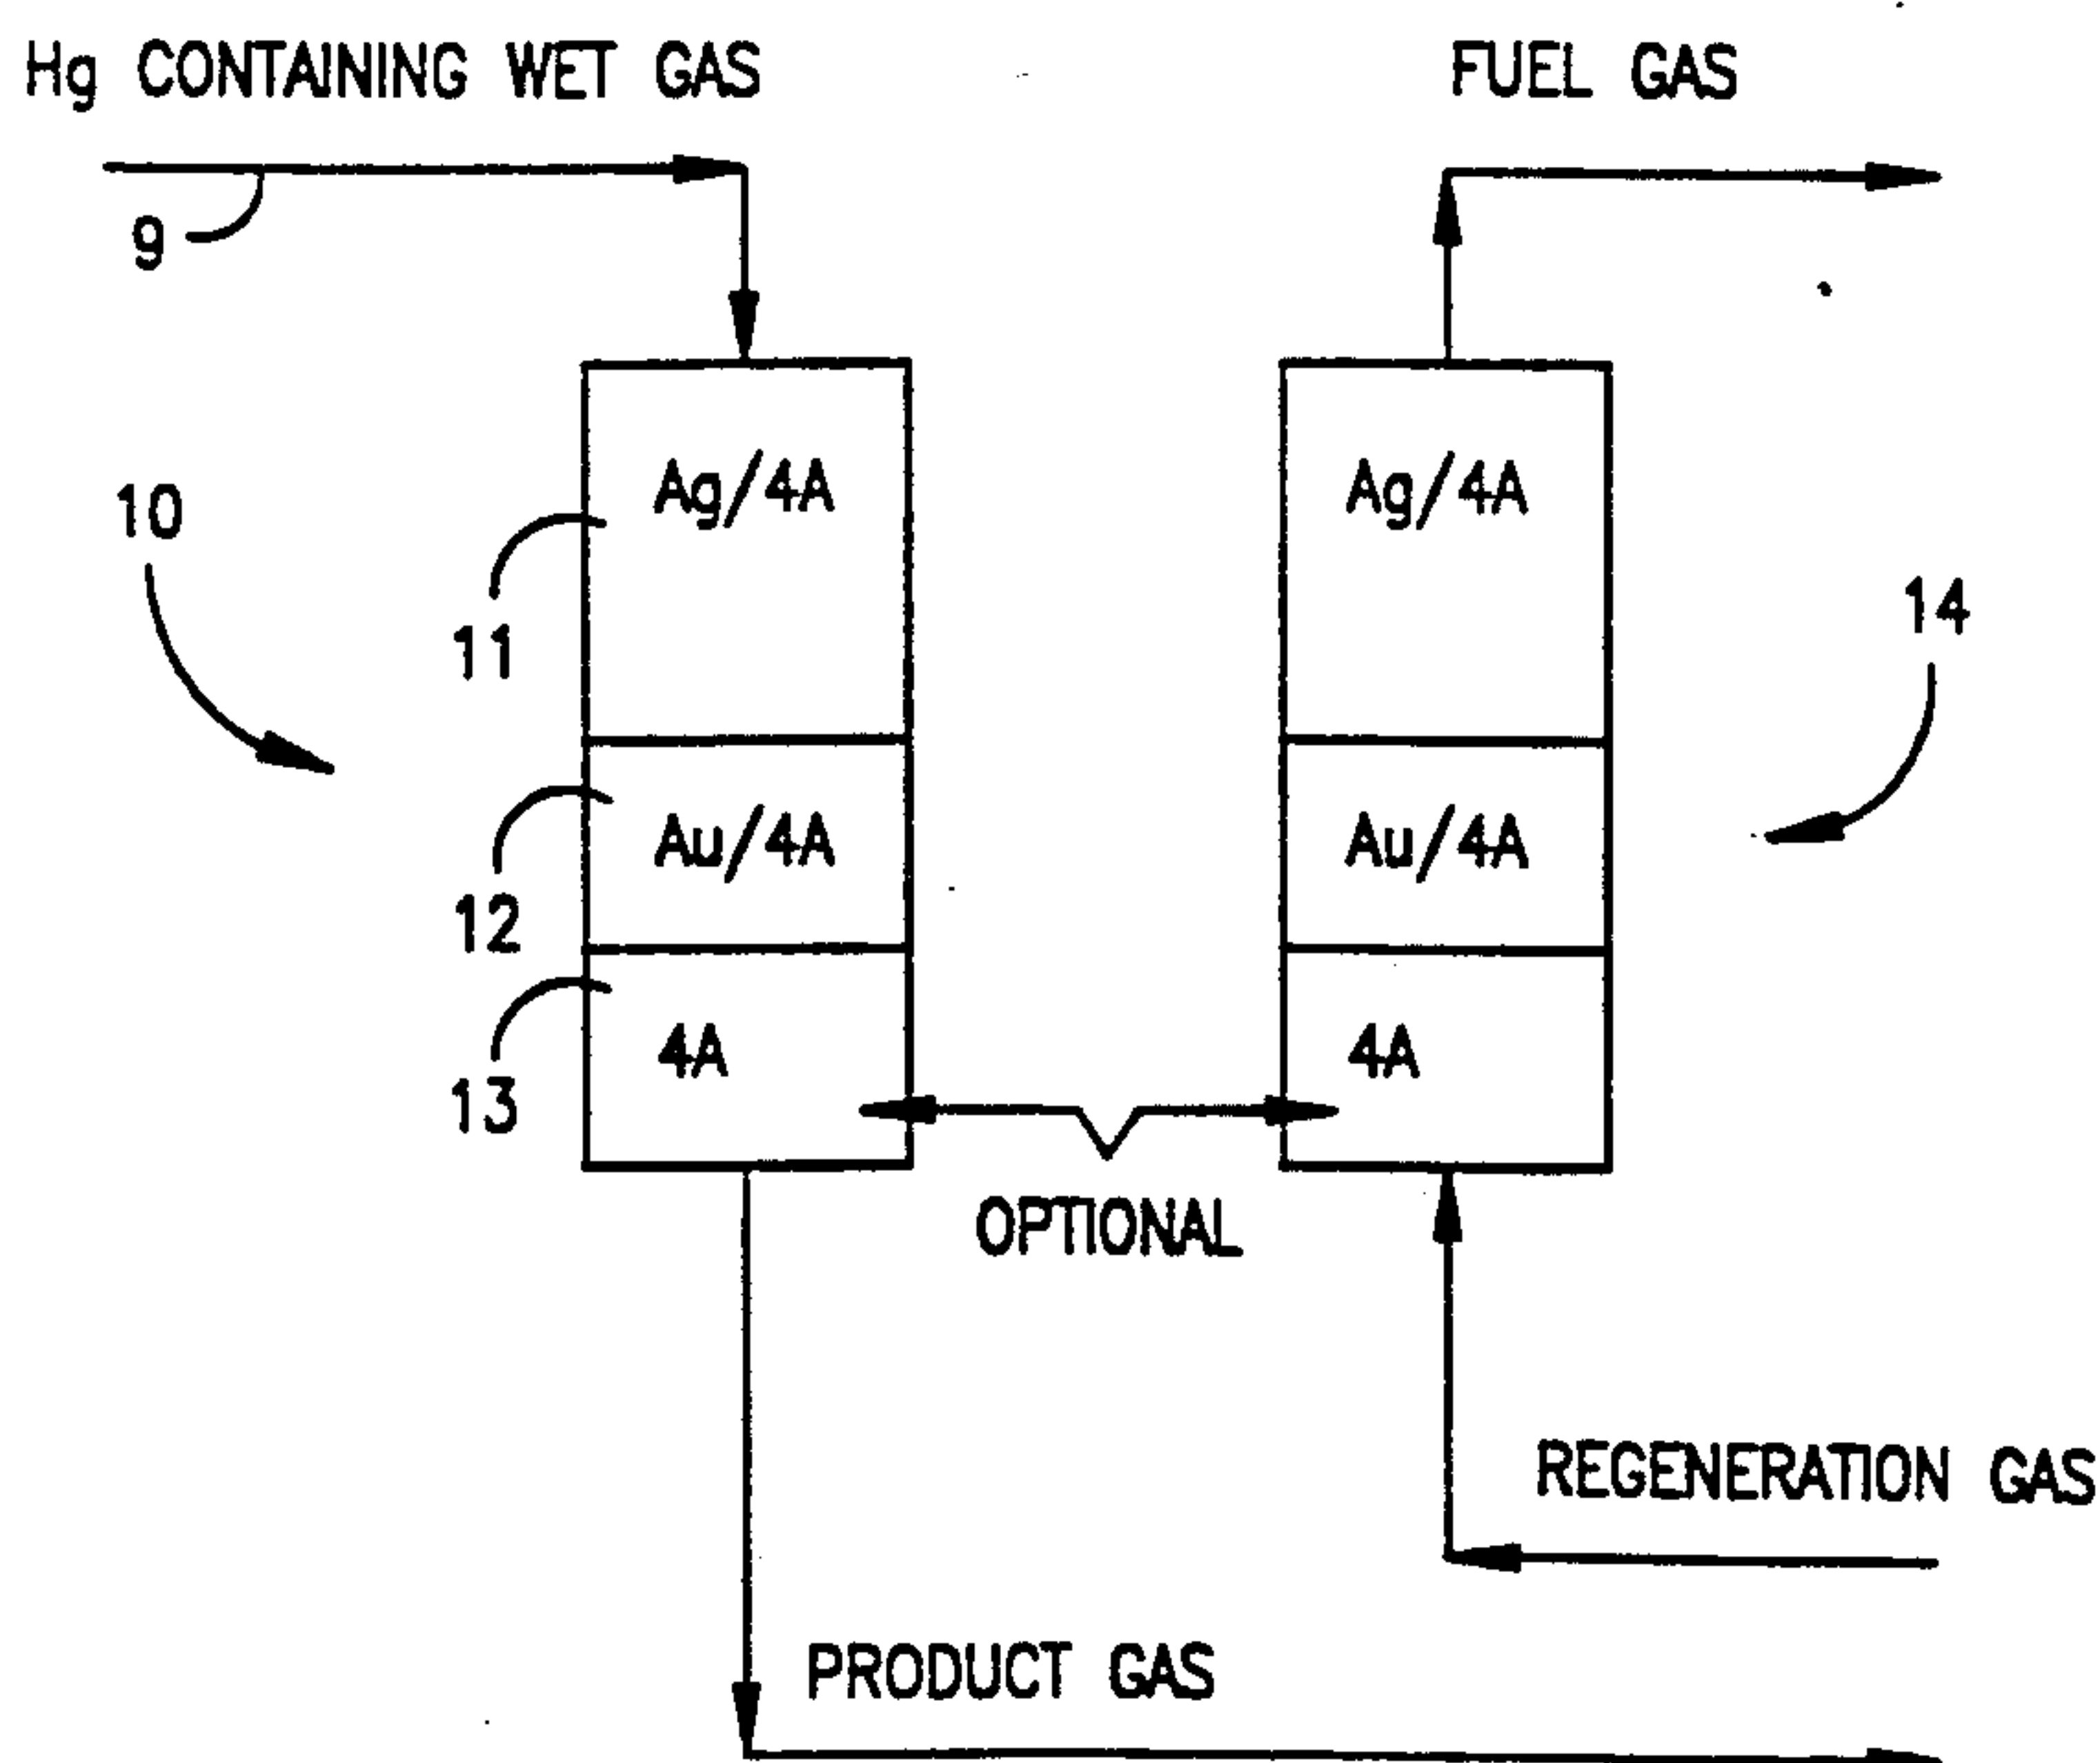 Hg CONTAINING WET GAS
FUEL GAS
9
Ag/4A
Ag/4A
10
11
14
Au/4A
Au/4A
12
4A
4A
13
OPTIONAL
REGENERATION GAS
PRODUCT GAS